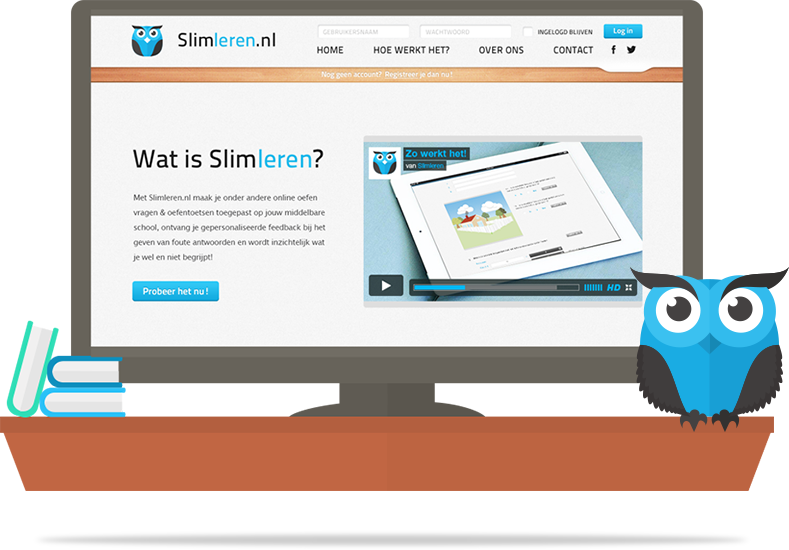 Slimleren.nl
GEBRUIKERSNAAM
WACHTWOORD
INGELOGD BLIJVEN
Log in
HOME
HOE WERKT HET?
OVER ONS
CONTACT
Nog geen account? Registreer je dan nu!
Wat is Slimleren?
Met Slimleren.nl maak je onder andere online oefen
vragen & oefentoetsen toegepast op jouw middelbare
school, ontvang je gepersonaliseerde feedback bij het
geven van foute antwoorden en wordt inzichtelijk wat
je wel en niet begrijpt!
Probeer het nu!
Zo werkt het!
van Slimleren
HD